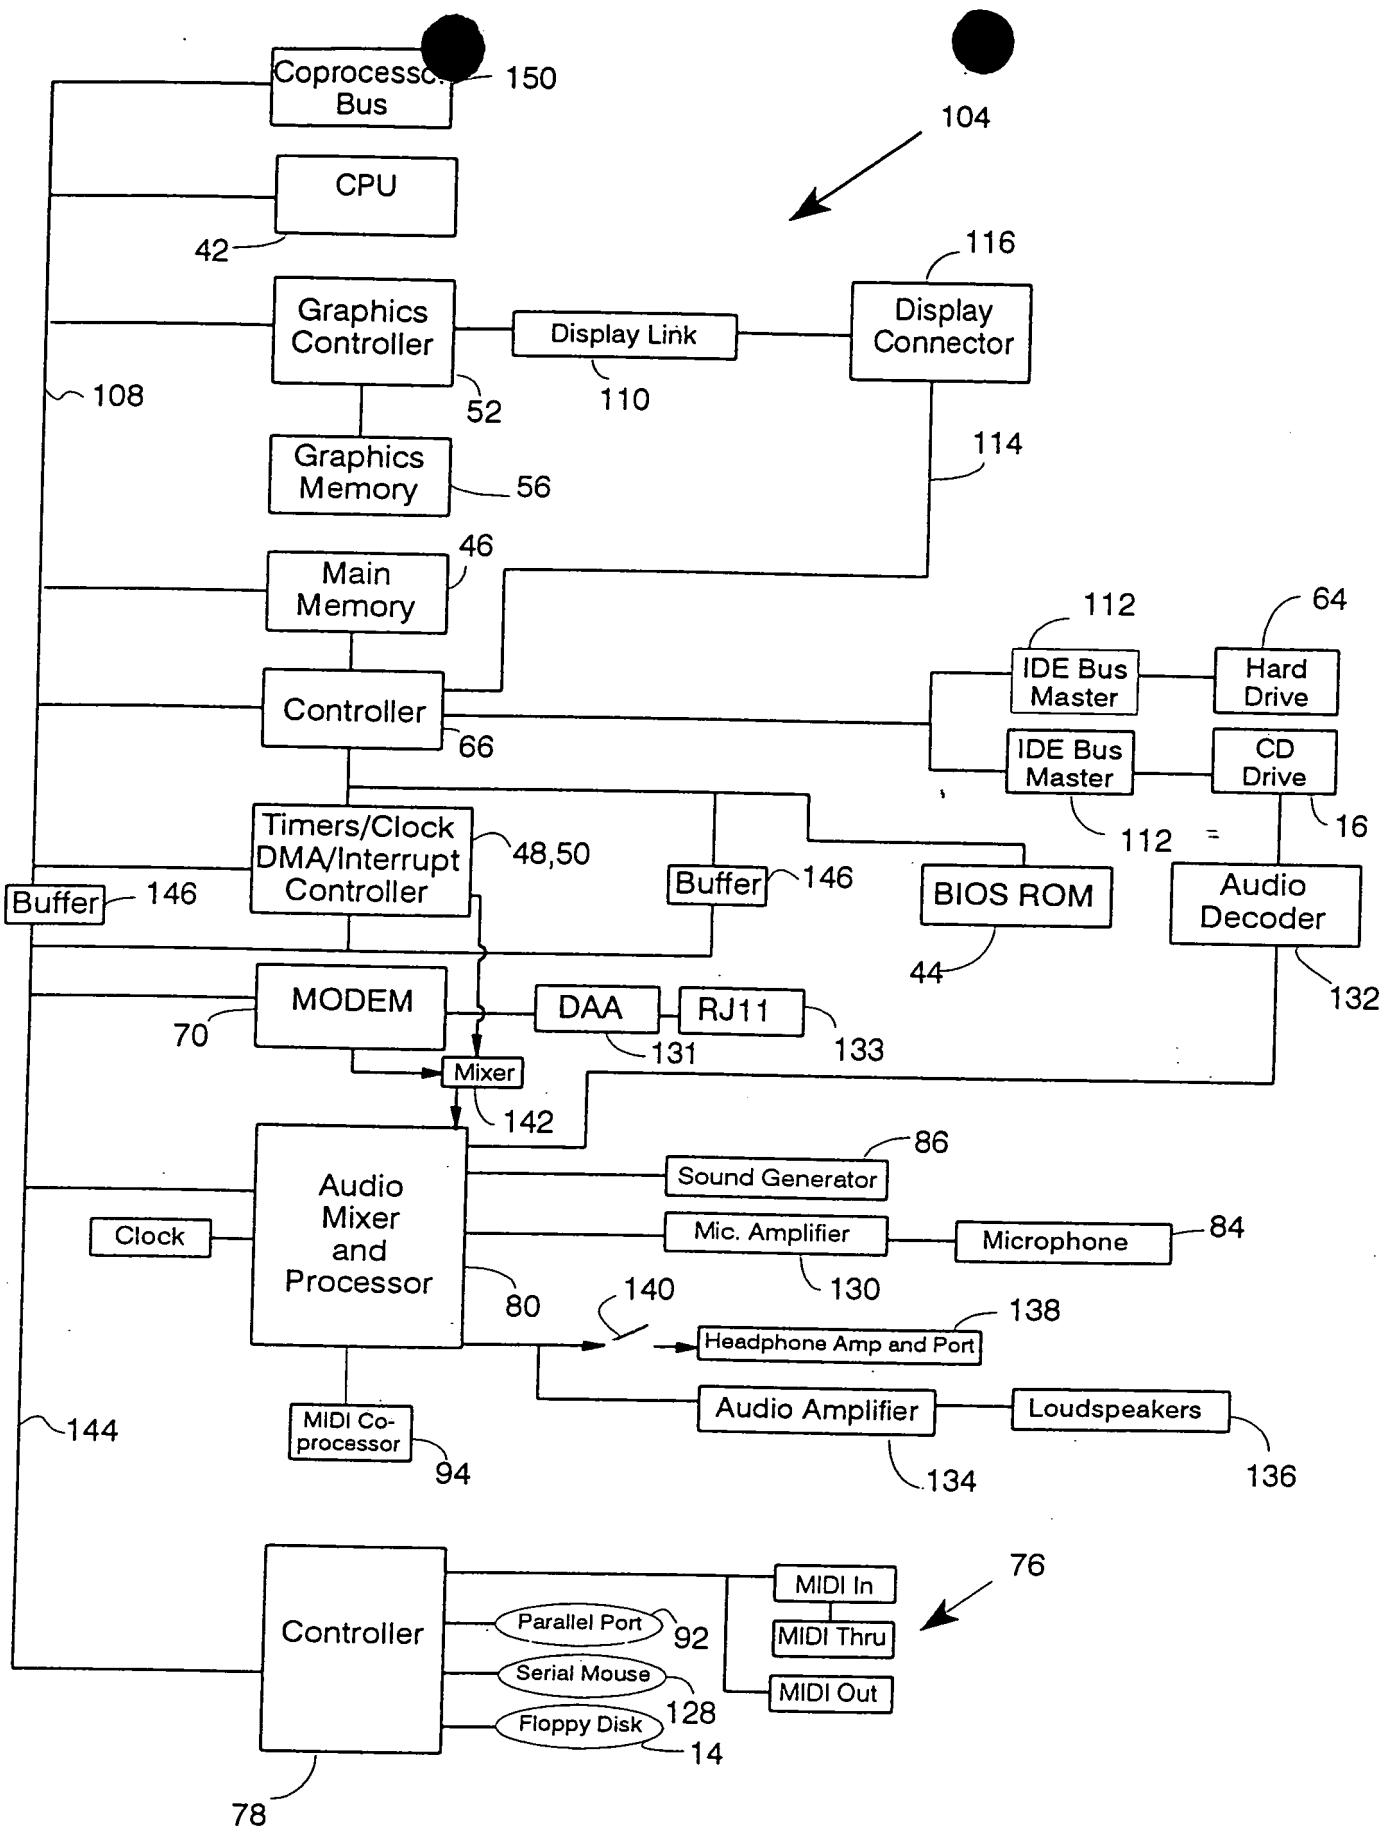 Coprocessor
Bus
150
104
CPU
42
116
Graphics
Controller
Display Link
Display
Connector
108
52
110
114
Graphics
Memory
56
46
Main
Memory
112
64
IDE Bus
Master
Hard
Drive
Controller
66
IDE Bus
Master
CD
Drive
112
16
Timers/Clock
DMA/Interrupt
Controller
48,50
Buffer
146
Buffer
146
BIOS ROM
44
Audio
Decoder
132
MODEM
70
DAA
131
RJ11
133
Mixer
142
86
Sound Generator
Audio
Mixer
and
Processor
80
Clock
Mic. Amplifier
130
Microphone
84
140
138
Headphone Amp and Port
Audio Amplifier
134
Loudspeakers
136
144
MIDI Co-
processor
94
76
Controller
MIDI In
Parallel Port
92
MIDI Thru
Serial Mouse
128
MIDI Out
Floppy Disk
14
78